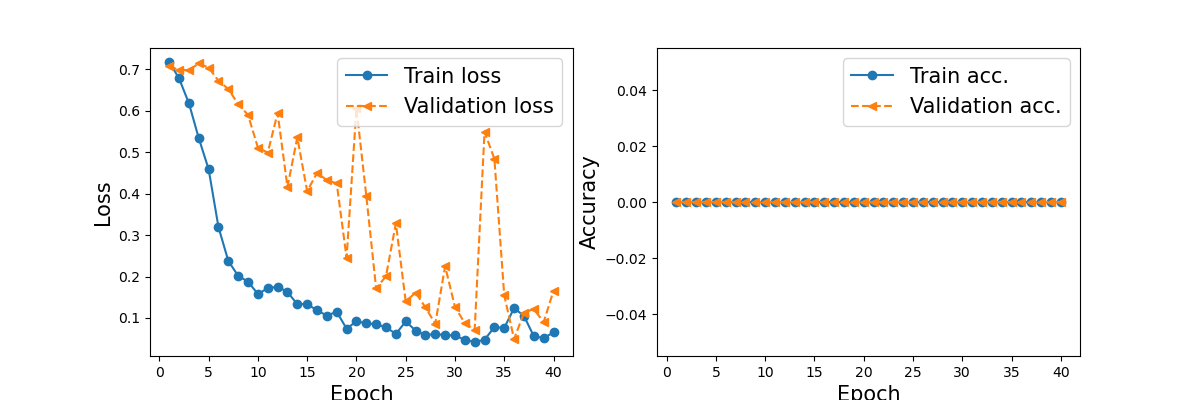 0.7
0.6
0.5
0.4
0.3
0.2
0.1
Loss
Train loss
Validation loss
0 5 10 15 20 25 30 35 40
Epoch
0.04
0.02
0.00
−0.02
−0.04
Accuracy
Train acc.
Validation acc.
0 5 10 15 20 25 30 35 40
Epoch